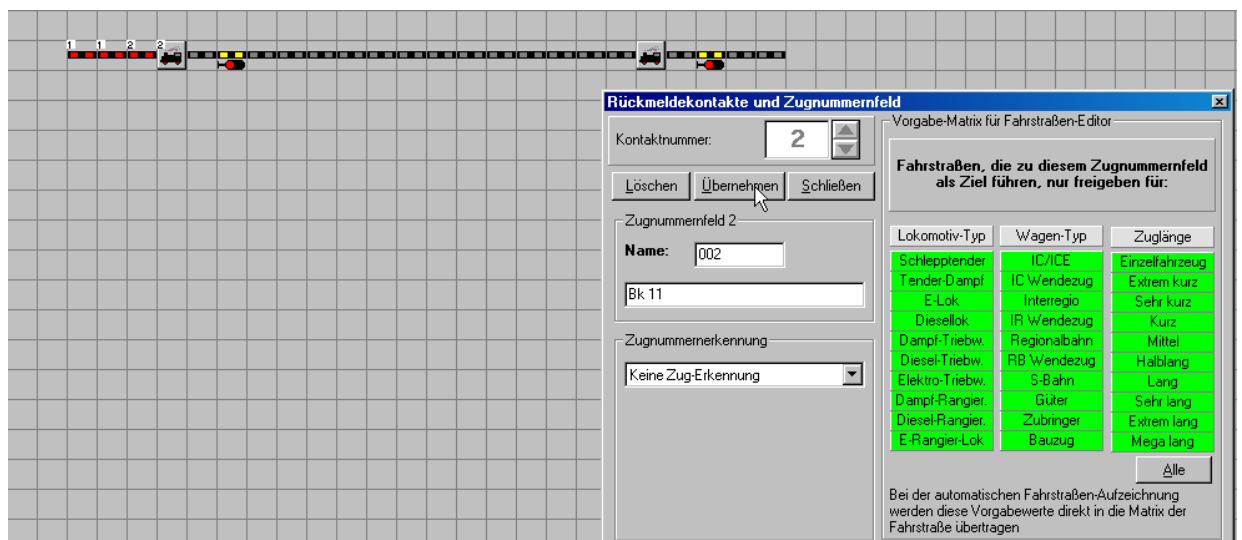 1 1 2 2
Rückmeldekontakte und Zugnummernfeld
Kontaktnummer: 2
Löschen Übernehmen Schließen
Zugnummernfeld 2
Name: 002
Bk 11
Zugnummernerkennung
Keine Zug-Erkennung
Vorgabe-Matrix für Fahrstraßen-Editor
Fahrstraßen, die zu diesem Zugnummernfeld
als Ziel führen, nur freigeben für:
Lokomotiv-Typ Wagen-Typ Zuglänge
Schlepptender IC/ICE Einzelfahrzeug
Tender-Dampf IC Wendezug Extrem kurz
E-Lok Interregio Sehr kurz
Diesellok IR Wendezug Kurz
Dampf-Triebw. Regionalbahn Mittel
Diesel-Triebw. RB Wendezug Halblang
Elektro-Triebw. S-Bahn Lang
Dampf-Rangier. Güter Sehr lang
Diesel-Rangier. Zubringer Extrem lang
E-Rangier-Lok Bauzug Mega lang
Alle
Bei der automatischen Fahrstraßen-Aufzeichnung
werden diese Vorgabewerte direkt in die Matrix der
Fahrstraße übertragen